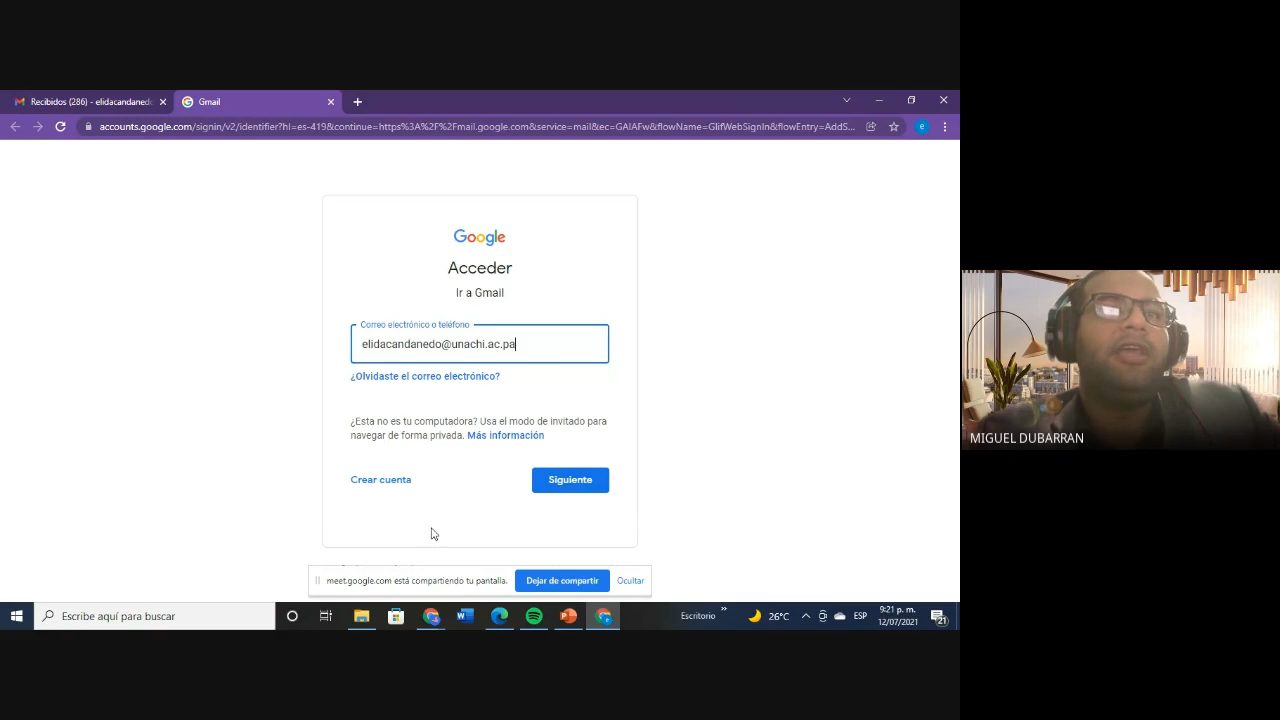 Recibidos (286) - elidacandanedo
Gmail
accounts.google.com/signin/v2/identifier?hl=es-419&continue=https%3A%2F%2Fmail.google.com&service=mail&ec=GAlAFw&flowName=GlifWebSignIn&flowEntry=AddS...
e
Google
Acceder
Ir a Gmail
Correo electrónico o teléfono
elidacandanedo@unachi.ac.pa
¿Olvidaste el correo electrónico?
¿Esta no es tu computadora? Usa el modo de invitado para
navegar de forma privada. Más información
Crear cuenta
Siguiente
MIGUEL DUBARRAN
meet.google.com está compartiendo tu pantalla.
Dejar de compartir
Ocultar
Escribe aquí para buscar
Escritorio
26°C
ESP
9:21 p. m.
12/07/2021
21